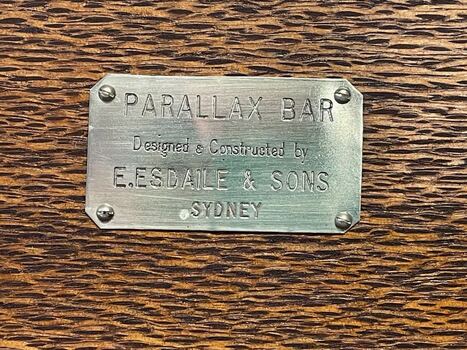 PARALLAX BAR
Designed & Constructed by
E.ESDAILE & SONS
SYDNEY